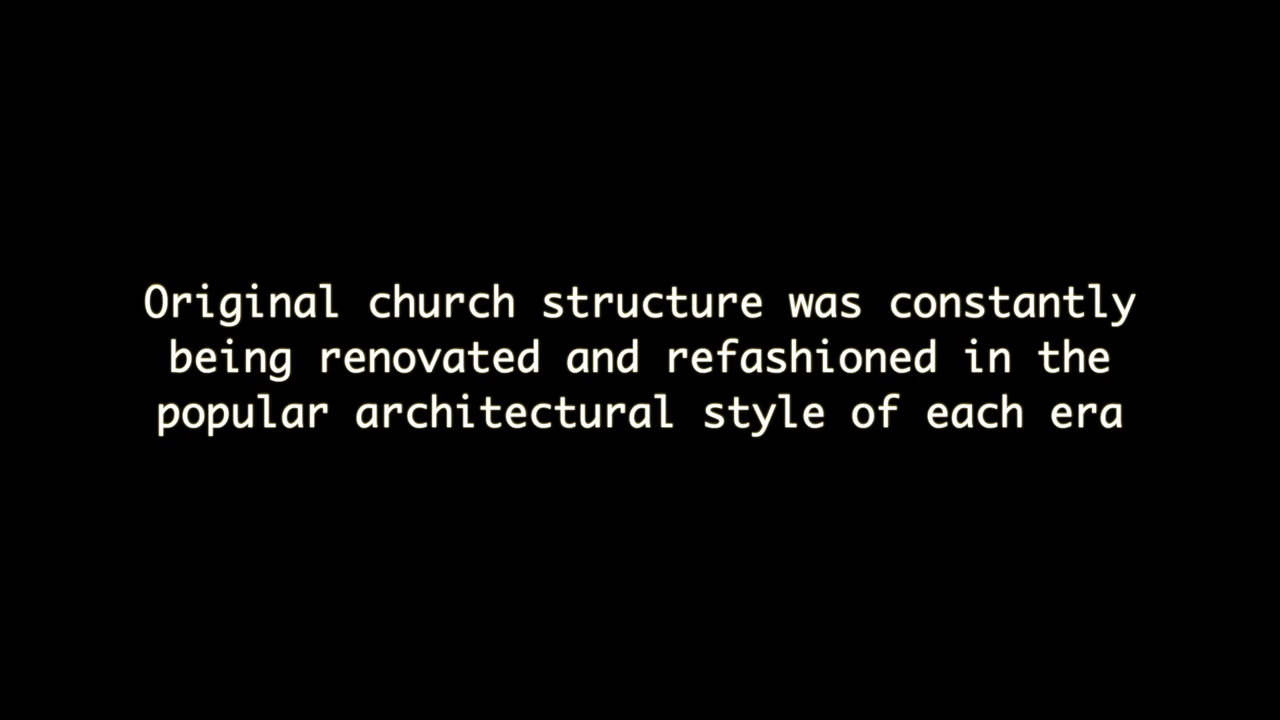 Original church structure was constantly
being renovated and refashioned in the
popular architectural style of each era